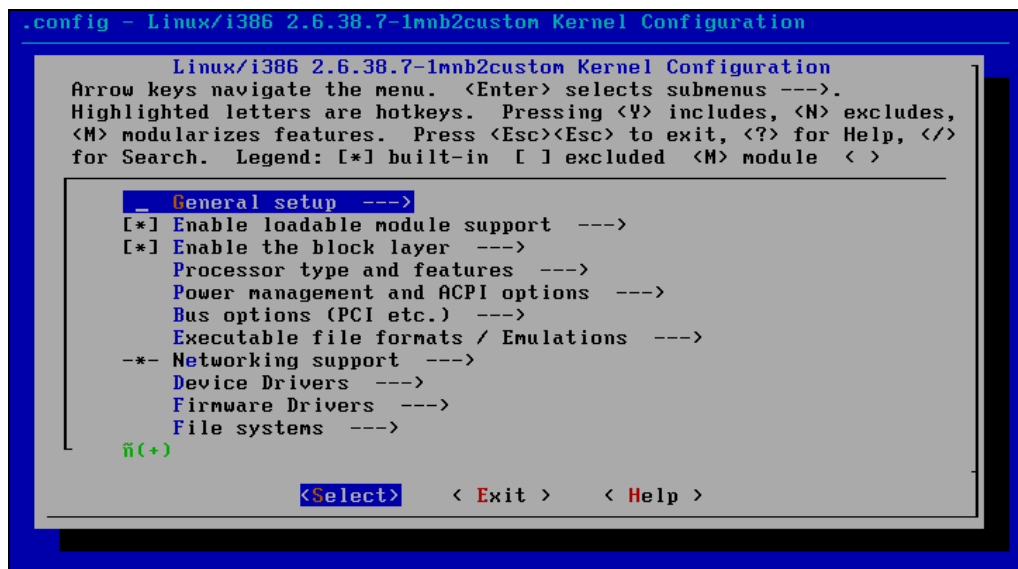 .config - Linux/i386 2.6.38.7-1mnb2custom Kernel Configuration
Linux/i386 2.6.38.7-1mnb2custom Kernel Configuration
Arrow keys navigate the menu.  <Enter> selects submenus --->.
Highlighted letters are hotkeys.  Pressing <Y> includes, <N> excludes,
<M> modularizes features.  Press <Esc><Esc> to exit, <?> for Help, </>
for Search.  Legend: [*] built-in  [ ] excluded  <M> module  < >
_  General setup  --->
[*] Enable loadable module support  --->
[*] Enable the block layer  --->
Processor type and features  --->
Power management and ACPI options  --->
Bus options (PCI etc.)  --->
Executable file formats / Emulations  --->
-*- Networking support  --->
Device Drivers  --->
Firmware Drivers  --->
File systems  --->
ñ(+)
<Select>    < Exit >    < Help >